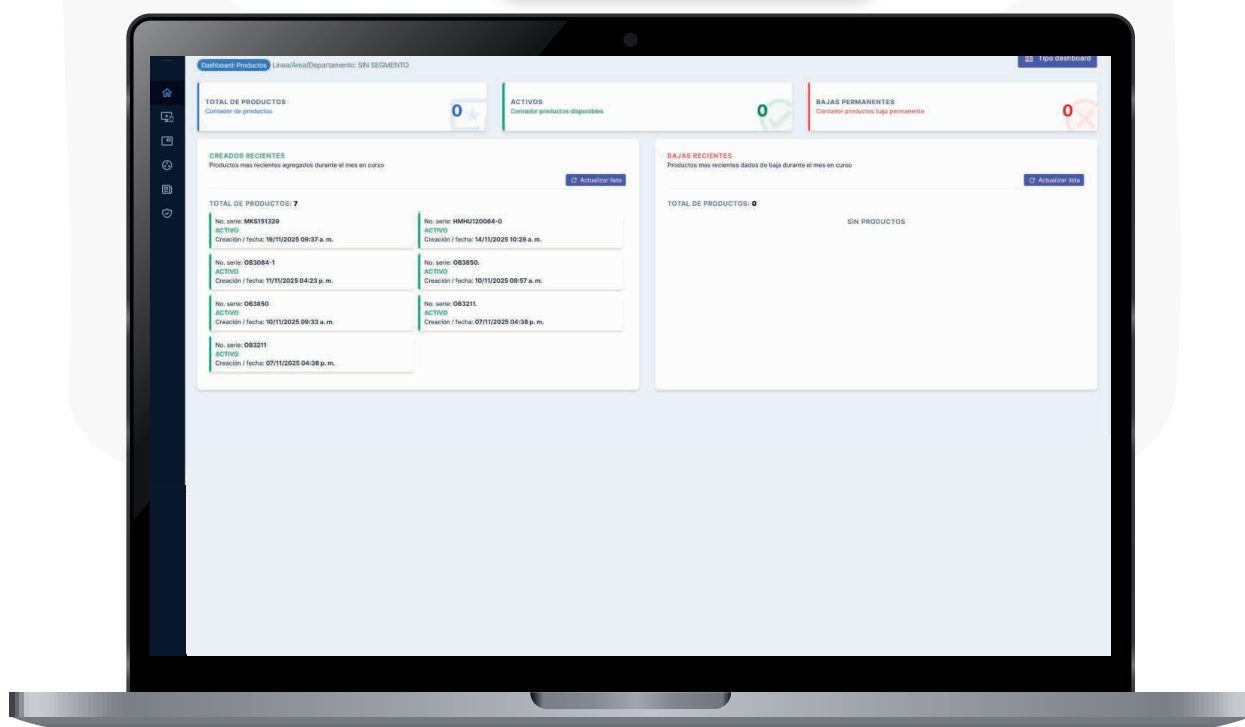 Dashboard: Productos Línea/Área/Departamento: SIN SEGMENTO
Tipo dashboard
TOTAL DE PRODUCTOS
Contador de productos.
0
ACTIVOS
Contador productos disponibles
0
BAJAS PERMANENTES
Contador productos baja permanente
0
CREADOS RECIENTES
Productos mas recientes agregados durante el mes en curso
Actualizar lista
TOTAL DE PRODUCTOS: 7
No. serie: MKS151329
ACTIVO
Creación / fecha: 19/11/2025 09:37 a. m.
No. serie: HMHU120064-0
ACTIVO
Creación / fecha: 14/11/2025 10:29 a. m.
No. serie: OB3084-1
ACTIVO
Creación / fecha: 11/11/2025 04:23 p. m.
No. serie: OB3850.
ACTIVO
Creación / fecha: 10/11/2025 09:57 a. m.
No. serie: OB3850
ACTIVO
Creación / fecha: 10/11/2025 09:33 a. m.
No. serie: OB3211.
ACTIVO
Creación / fecha: 07/11/2025 04:38 p. m.
No. serie: OB3211
ACTIVO
Creación / fecha: 07/11/2025 04:36 p. m.
BAJAS RECIENTES
Productos mas recientes dados de baja durante el mes en curso
Actualizar lista
TOTAL DE PRODUCTOS: 0
SIN PRODUCTOS